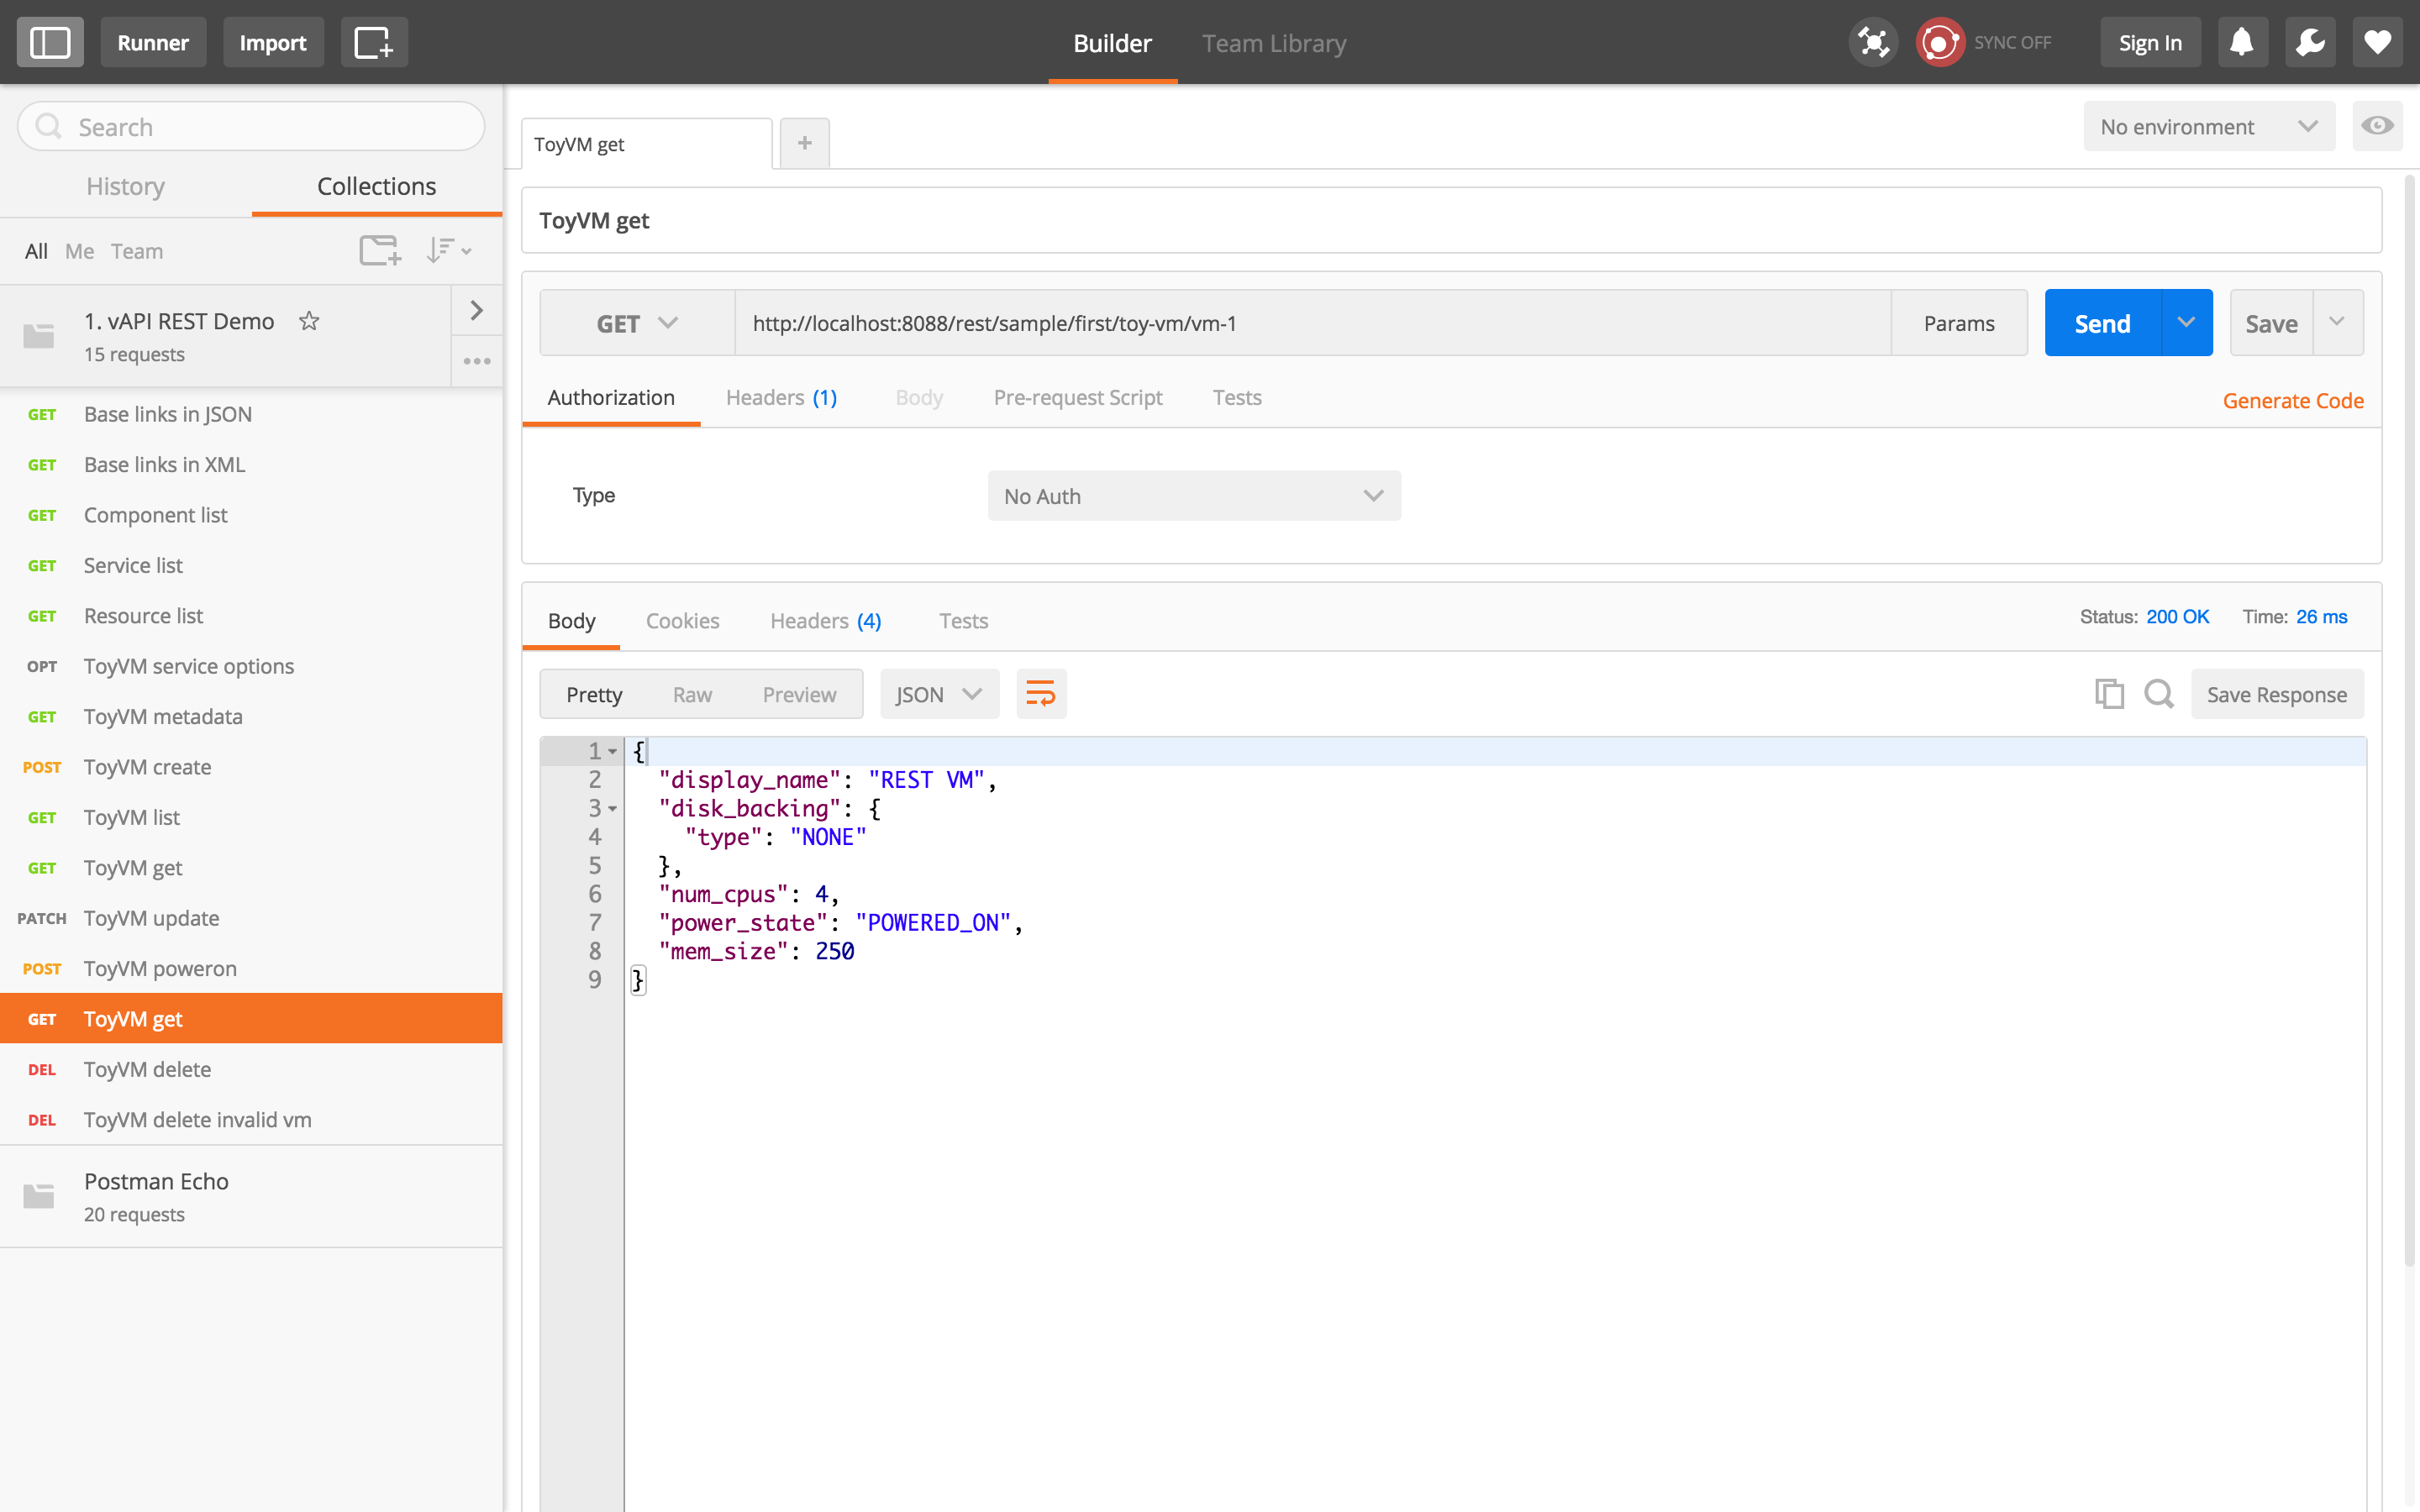 Runner
Import
Builder
Team Library
SYNC OFF
Sign In
Search
History
Collections
All Me Team
1. vAPI REST Demo
15 requests
GET Base links in JSON
GET Base links in XML
GET Component list
GET Service list
GET Resource list
OPT ToyVM service options
GET ToyVM metadata
POST ToyVM create
GET ToyVM list
GET ToyVM get
PATCH ToyVM update
POST ToyVM poweron
GET ToyVM get
DEL ToyVM delete
DEL ToyVM delete invalid vm
Postman Echo
20 requests
ToyVM get
No environment
ToyVM get
GET http://localhost:8088/rest/sample/first/toy-vm/vm-1 Params Send Save
Authorization Headers (1) Body Pre-request Script Tests Generate Code
Type No Auth
Body Cookies Headers (4) Tests Status: 200 OK Time: 26 ms
Pretty Raw Preview JSON Save Response
1 {
2 "display_name": "REST VM",
3 "disk_backing": {
4 "type": "NONE"
5 },
6 "num_cpus": 4,
7 "power_state": "POWERED_ON",
8 "mem_size": 250
9 }